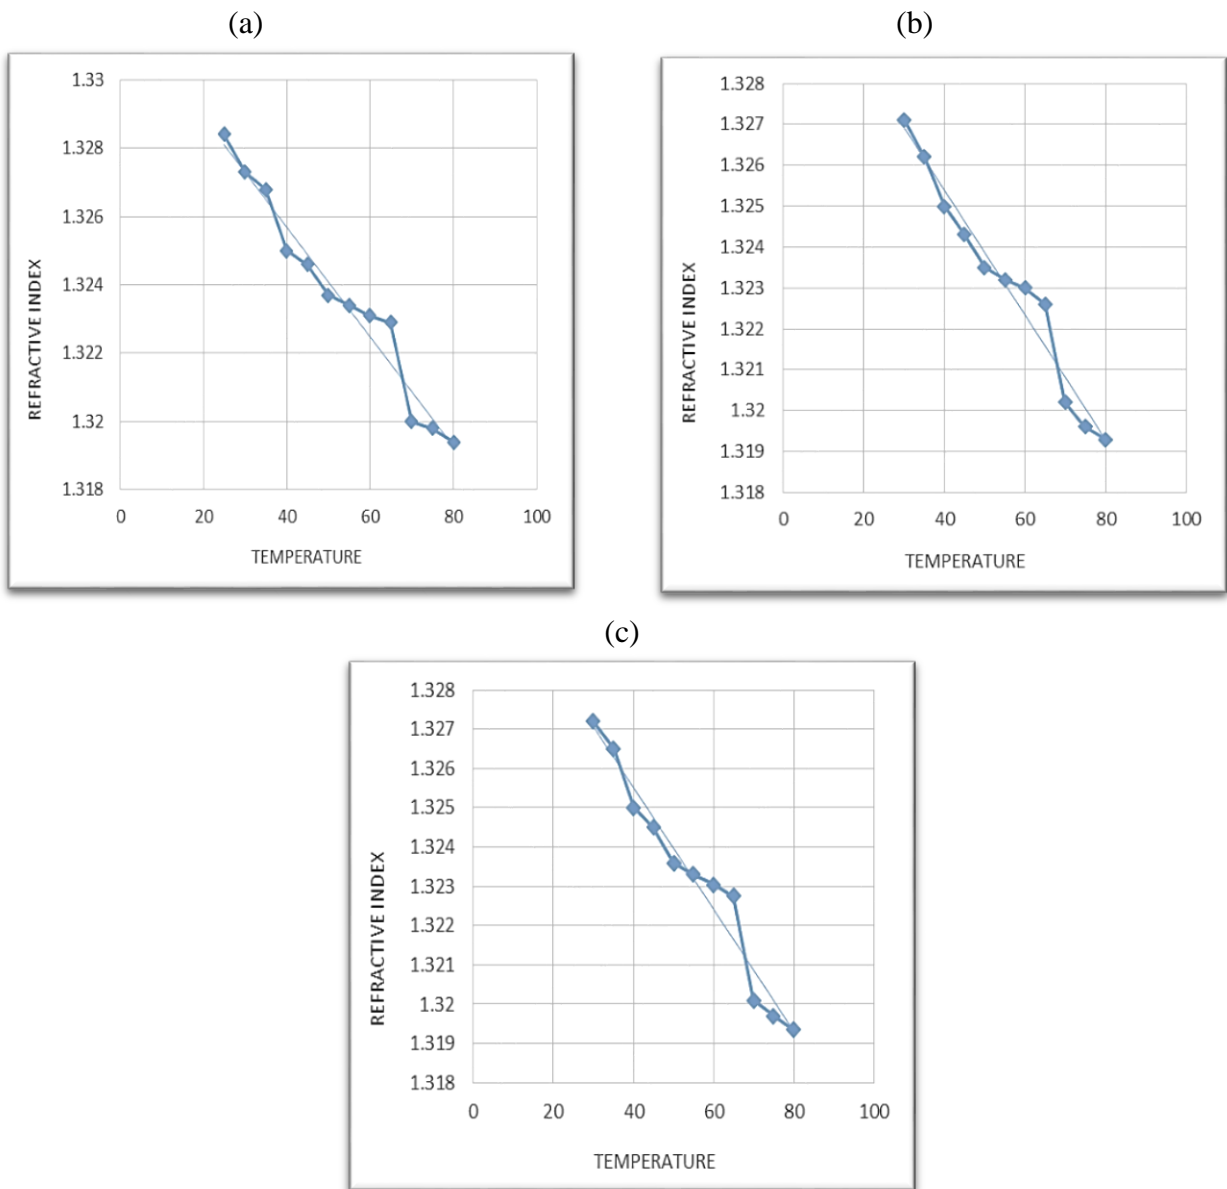 (a)
1.33
1.328
1.326
1.324
1.322
1.32
1.318
REFRACTIVE INDEX
0 20 40 60 80 100
TEMPERATURE
(b)
1.328
1.327
1.326
1.325
1.324
1.323
1.322
1.321
1.32
1.319
1.318
REFRACTIVE INDEX
0 20 40 60 80 100
TEMPERATURE
(c)
1.328
1.327
1.326
1.325
1.324
1.323
1.322
1.321
1.32
1.319
1.318
REFRACTIVE INDEX
0 20 40 60 80 100
TEMPERATURE